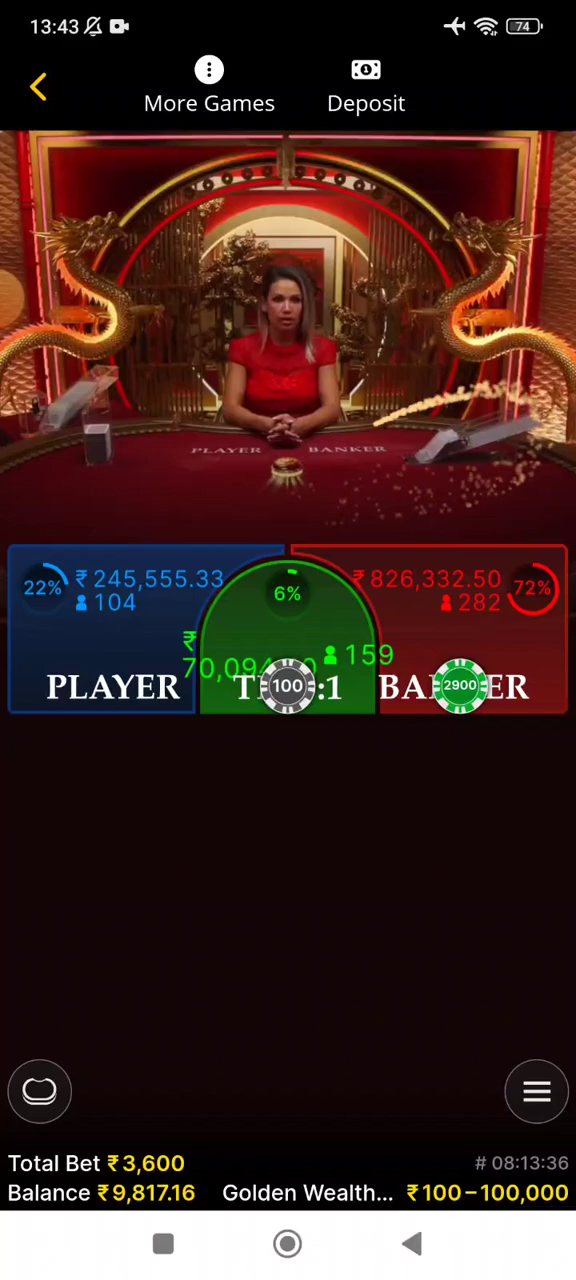 13:43
74
More Games
Deposit
PLAYER BANKER
22%
₹245,555.33
104
6%
₹
159
₹826,332.50
282
72%
PLAYER
100
:1
2900
Total Bet ₹3,600
# 08:13:36
Balance ₹9,817.16
Golden Wealth...
₹100–100,000